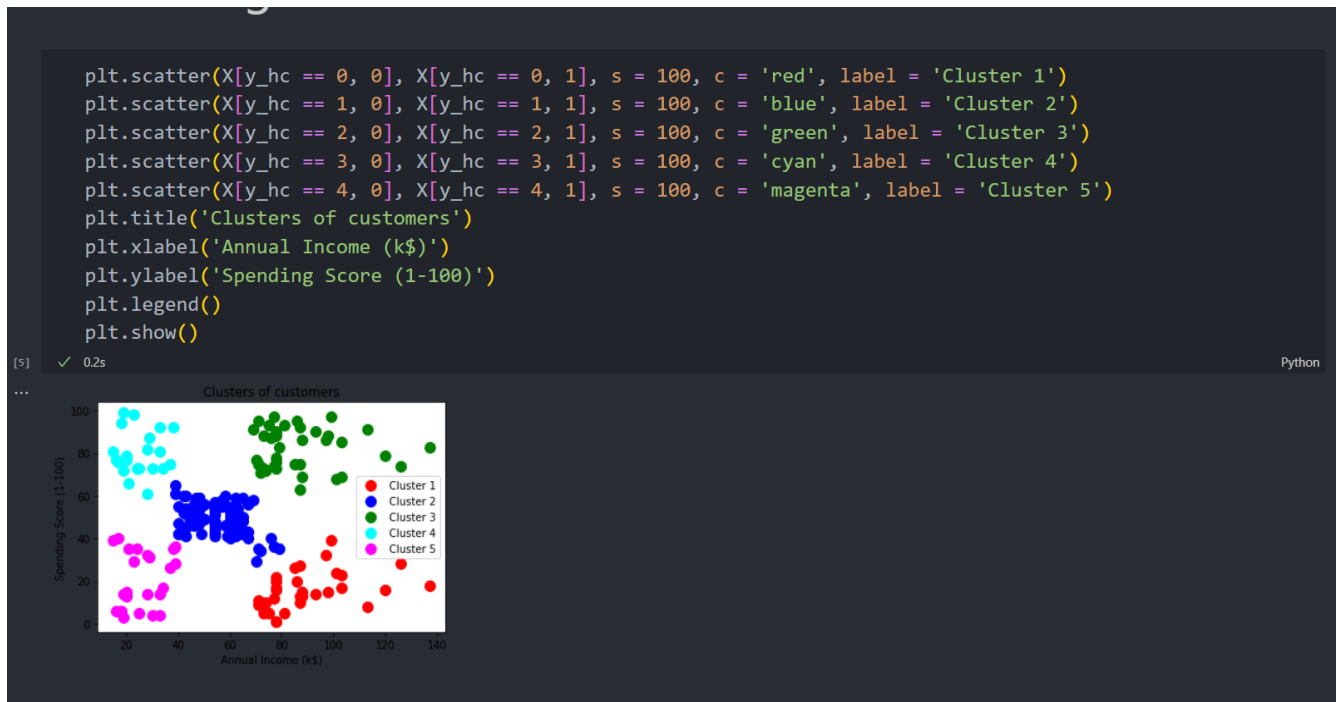 plt.scatter(X[y_hc == 0, 0], X[y_hc == 0, 1], s = 100, c = 'red', label = 'Cluster 1')
plt.scatter(X[y_hc == 1, 0], X[y_hc == 1, 1], s = 100, c = 'blue', label = 'Cluster 2')
plt.scatter(X[y_hc == 2, 0], X[y_hc == 2, 1], s = 100, c = 'green', label = 'Cluster 3')
plt.scatter(X[y_hc == 3, 0], X[y_hc == 3, 1], s = 100, c = 'cyan', label = 'Cluster 4')
plt.scatter(X[y_hc == 4, 0], X[y_hc == 4, 1], s = 100, c = 'magenta', label = 'Cluster 5')
plt.title('Clusters of customers')
plt.xlabel('Annual Income (k$)')
plt.ylabel('Spending Score (1-100)')
plt.legend()
plt.show()
[5] ✓ 0.2s Python
...
Clusters of customers
100
80
60
40
20
0
Spending Score (1-100)
Cluster 1
Cluster 2
Cluster 3
Cluster 4
Cluster 5
20 40 60 80 100 120 140
Annual Income (k$)